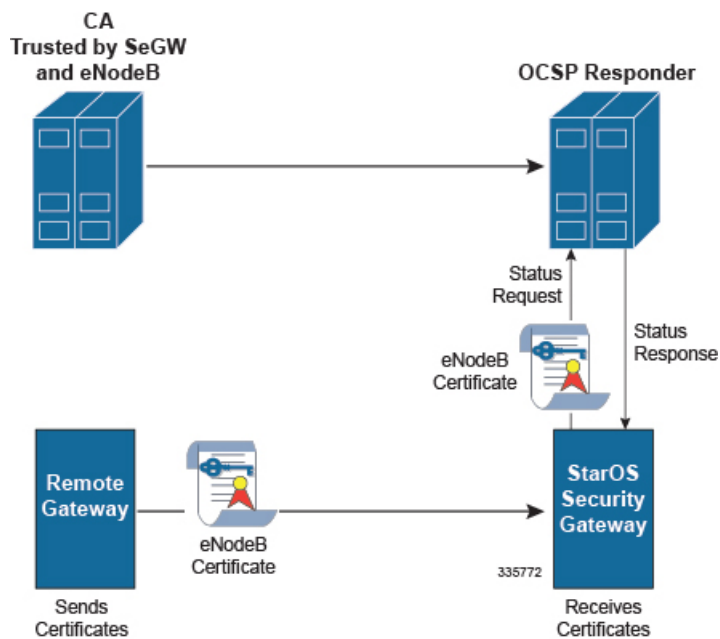 CA
Trusted by SeGW
and eNodeB
OCSP Responder
Status
Request
Status
Response
eNodeB
Certificate
Remote
Gateway
eNodeB
Certificate
StarOS
Security
Gateway
335772
Sends
Certificates
Receives
Certificates